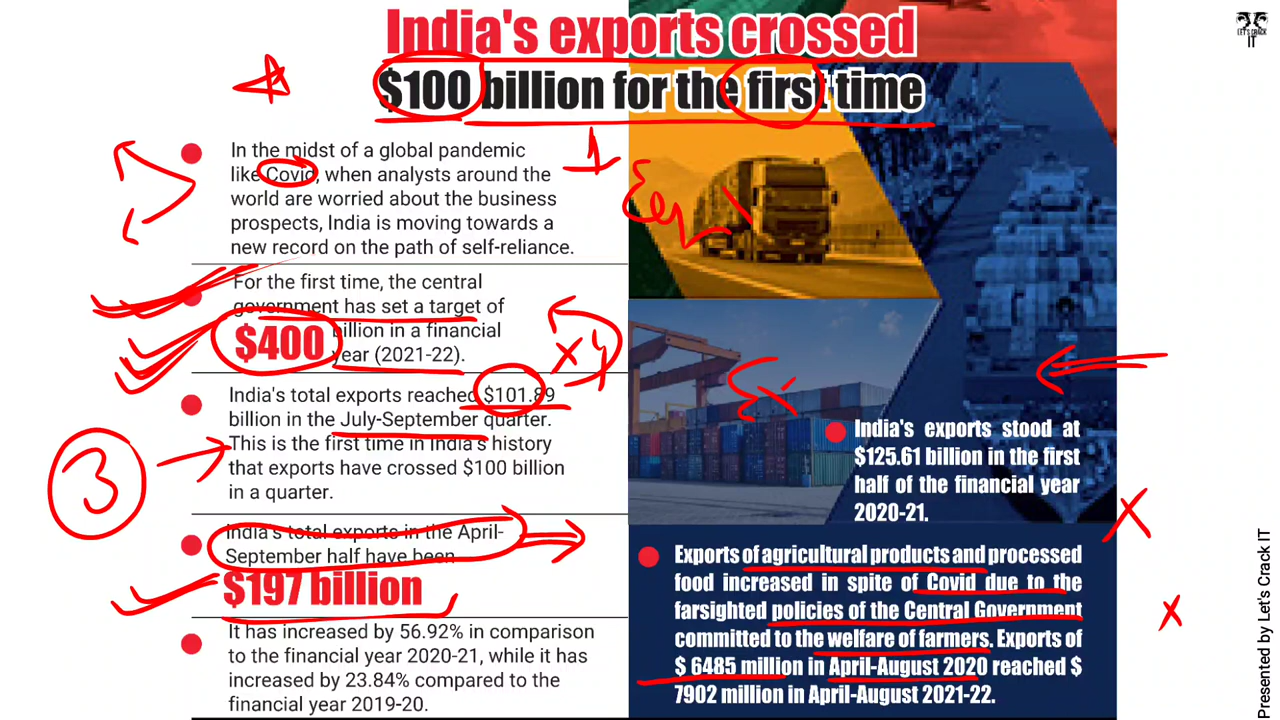 India's exports crossed
$100 billion for the first time
In the midst of a global pandemic
like Covid, when analysts around the
world are worried about the business
prospects, India is moving towards a
new record on the path of self-reliance.
For the first time, the central
government has set a target of
$400 billion in a financial
year (2021-22).
India's total exports reached $101.89
billion in the July-September quarter.
This is the first time in India's history
that exports have crossed $100 billion
in a quarter.
India's total exports in the April-
September half have been
$197 billion
It has increased by 56.92% in comparison
to the financial year 2020-21, while it has
increased by 23.84% compared to the
financial year 2019-20.
India's exports stood at
$125.61 billion in the first
half of the financial year
2020-21.
Exports of agricultural products and processed
food increased in spite of Covid due to the
farsighted policies of the Central Government
committed to the welfare of farmers. Exports of
$ 6485 million in April-August 2020 reached $
7902 million in April-August 2021-22.
3
LET'S CRACK
IT
Presented by Let's Crack IT